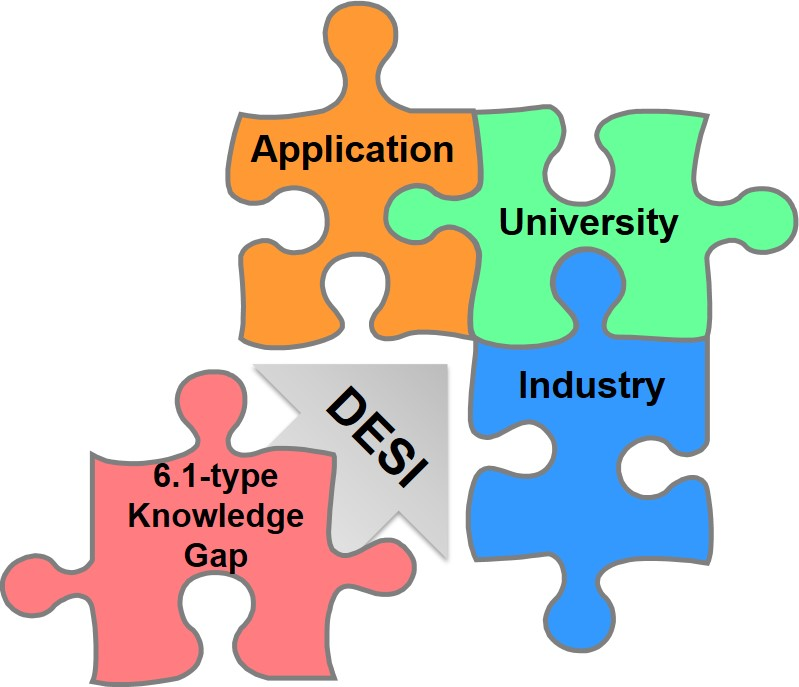 Application
University
Industry
DESI
6.1-type
Knowledge
Gap